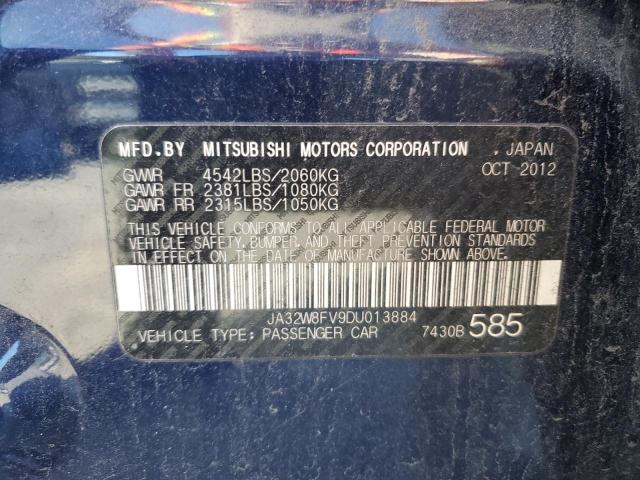 MFD.BY MITSUBISHI MOTORS CORPORATION , JAPAN
GVWR 4542LBS/2060KG OCT 2012
GAWR FR 2381LBS/1080KG
GAWR RR 2315LBS/1050KG
THIS VEHICLE CONFORMS TO ALL APPLICABLE FEDERAL MOTOR
VEHICLE SAFETY, BUMPER, AND THEFT PREVENTION STANDARDS
IN EFFECT ON THE DATE OF MANUFACTURE SHOWN ABOVE.
JA32W8FV9DU013884
VEHICLE TYPE: PASSENGER CAR 7430B 585